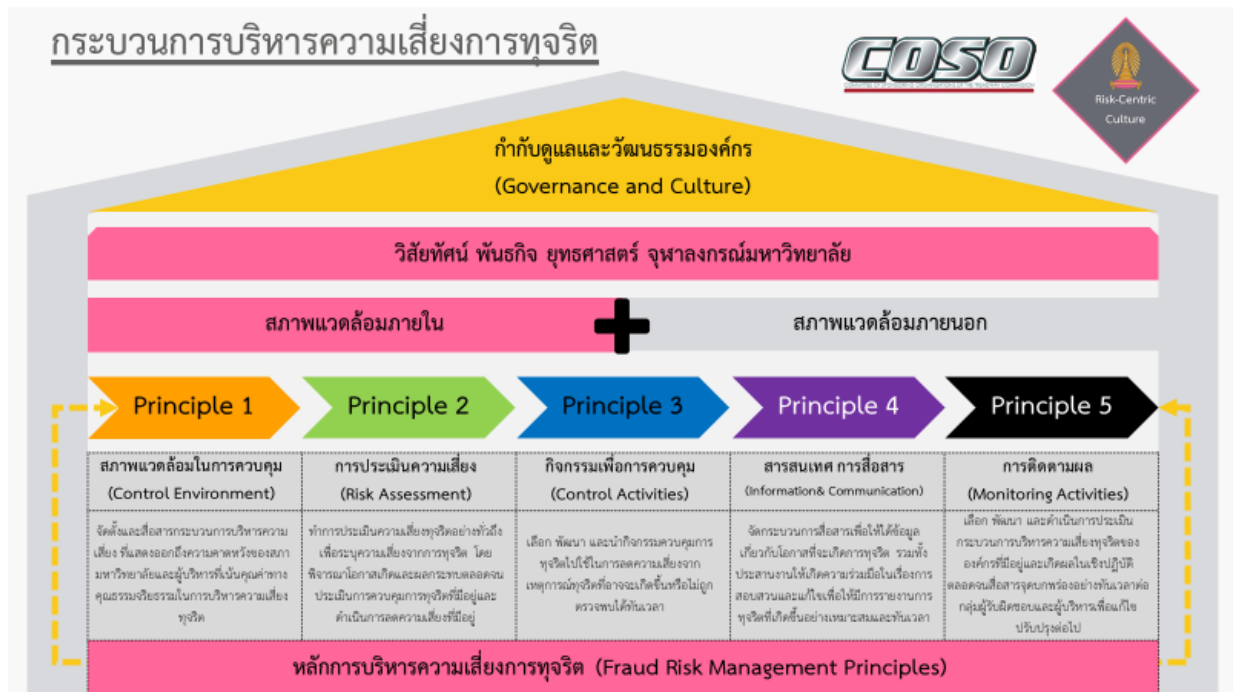 กระบวนการบริหารความเสี่ยงการทุจริต
COSO
Risk-Centric
Culture
กำกับดูแลและวัฒนธรรมองค์กร
(Governance and Culture)
วิสัยทัศน์ พันธกิจ ยุทธศาสตร์ จุฬาลงกรณ์มหาวิทยาลัย
สภาพแวดล้อมภายใน
สภาพแวดล้อมภายนอก
Principle 1
Principle 2
Principle 3
Principle 4
Principle 5
สภาพแวดล้อมในการควบคุม
(Control Environment)
จัดตั้งและสื่อสารกระบวนการบริหารความ
เสี่ยง ที่แสดงออกถึงความคาดหวังของสภา
มหาวิทยาลัยและผู้บริหารที่เน้นคุณค่าทาง
คุณธรรมจริยธรรมในการบริหารความเสี่ยง
ทุจริต
การประเมินความเสี่ยง
(Risk Assessment)
ทำการประเมินความเสี่ยงทุจริตอย่างทั่วถึง
เพื่อระบุความเสี่ยงจากการทุจริต โดย
พิจารณาโอกาสเกิดและผลกระทบตลอดจน
ประเมินการควบคุมการทุจริตที่มีอยู่และ
ดำเนินการลดความเสี่ยงที่มีอยู่
กิจกรรมเพื่อการควบคุม
(Control Activities)
เลือก พัฒนา และนำกิจกรรมควบคุมการ
ทุจริตไปใช้ในการลดความเสี่ยงจาก
เหตุการณ์ทุจริตที่อาจจะเกิดขึ้นหรือไม่ถูก
ตรวจพบได้ทันเวลา
สารสนเทศ การสื่อสาร
(Information& Communication)
จัดกระบวนการสื่อสารเพื่อให้ได้ข้อมูล
เกี่ยวกับโอกาสที่จะเกิดการทุจริต รวมทั้ง
ประสานงานให้เกิดความร่วมมือในเรื่องการ
สอบสวนและแก้ไขเพื่อให้มีการรายงานการ
ทุจริตที่เกิดขึ้นอย่างเหมาะสมและทันเวลา
การติดตามผล
(Monitoring Activities)
เลือก พัฒนา และดำเนินการประเมิน
กระบวนการบริหารความเสี่ยงทุจริตของ
องค์กรที่มีอยู่และเกิดผลในเชิงปฏิบัติ
ตลอดจนสื่อสารจุดบกพร่องอย่างทันเวลาต่อ
กลุ่มผู้รับผิดชอบและผู้บริหารเพื่อแก้ไข
ปรับปรุงต่อไป
หลักการบริหารความเสี่ยงการทุจริต (Fraud Risk Management Principles)